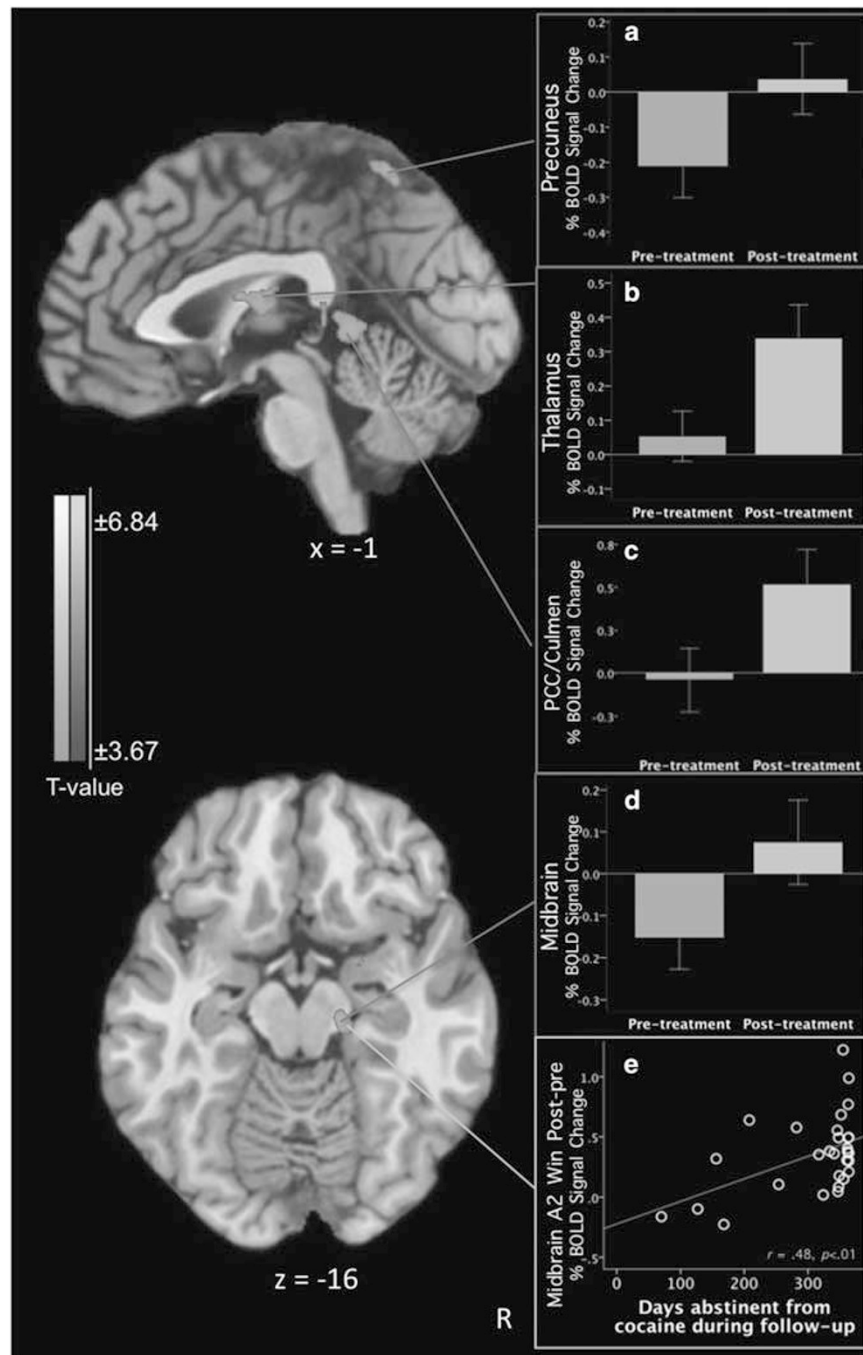 a
Precuneus
% BOLD Signal Change
0.2
0.0
-0.1
-0.2
-0.3
-0.4
Pre-treatment Post-treatment
b
Thalamus
% BOLD Signal Change
0.5
0.4
0.3
0.2
0.1
0.0
-0.1
Pre-treatment Post-treatment
x = -1
±6.84
±3.67
T-value
c
PCC/Culmen
% BOLD Signal Change
0.8
0.5
0.3
0.0
-0.3
Pre-treatment Post-treatment
d
Midbrain
% BOLD Signal Change
0.2
0.1
0.0
-0.1
-0.2
-0.3
Pre-treatment Post-treatment
z = -16
R
e
Midbrain A2 Win Post-pre
% BOLD Signal Change
1.0
.5
.0
.5
r = .48, p<.01
0 100 200 300
Days abstinent from
cocaine during follow-up